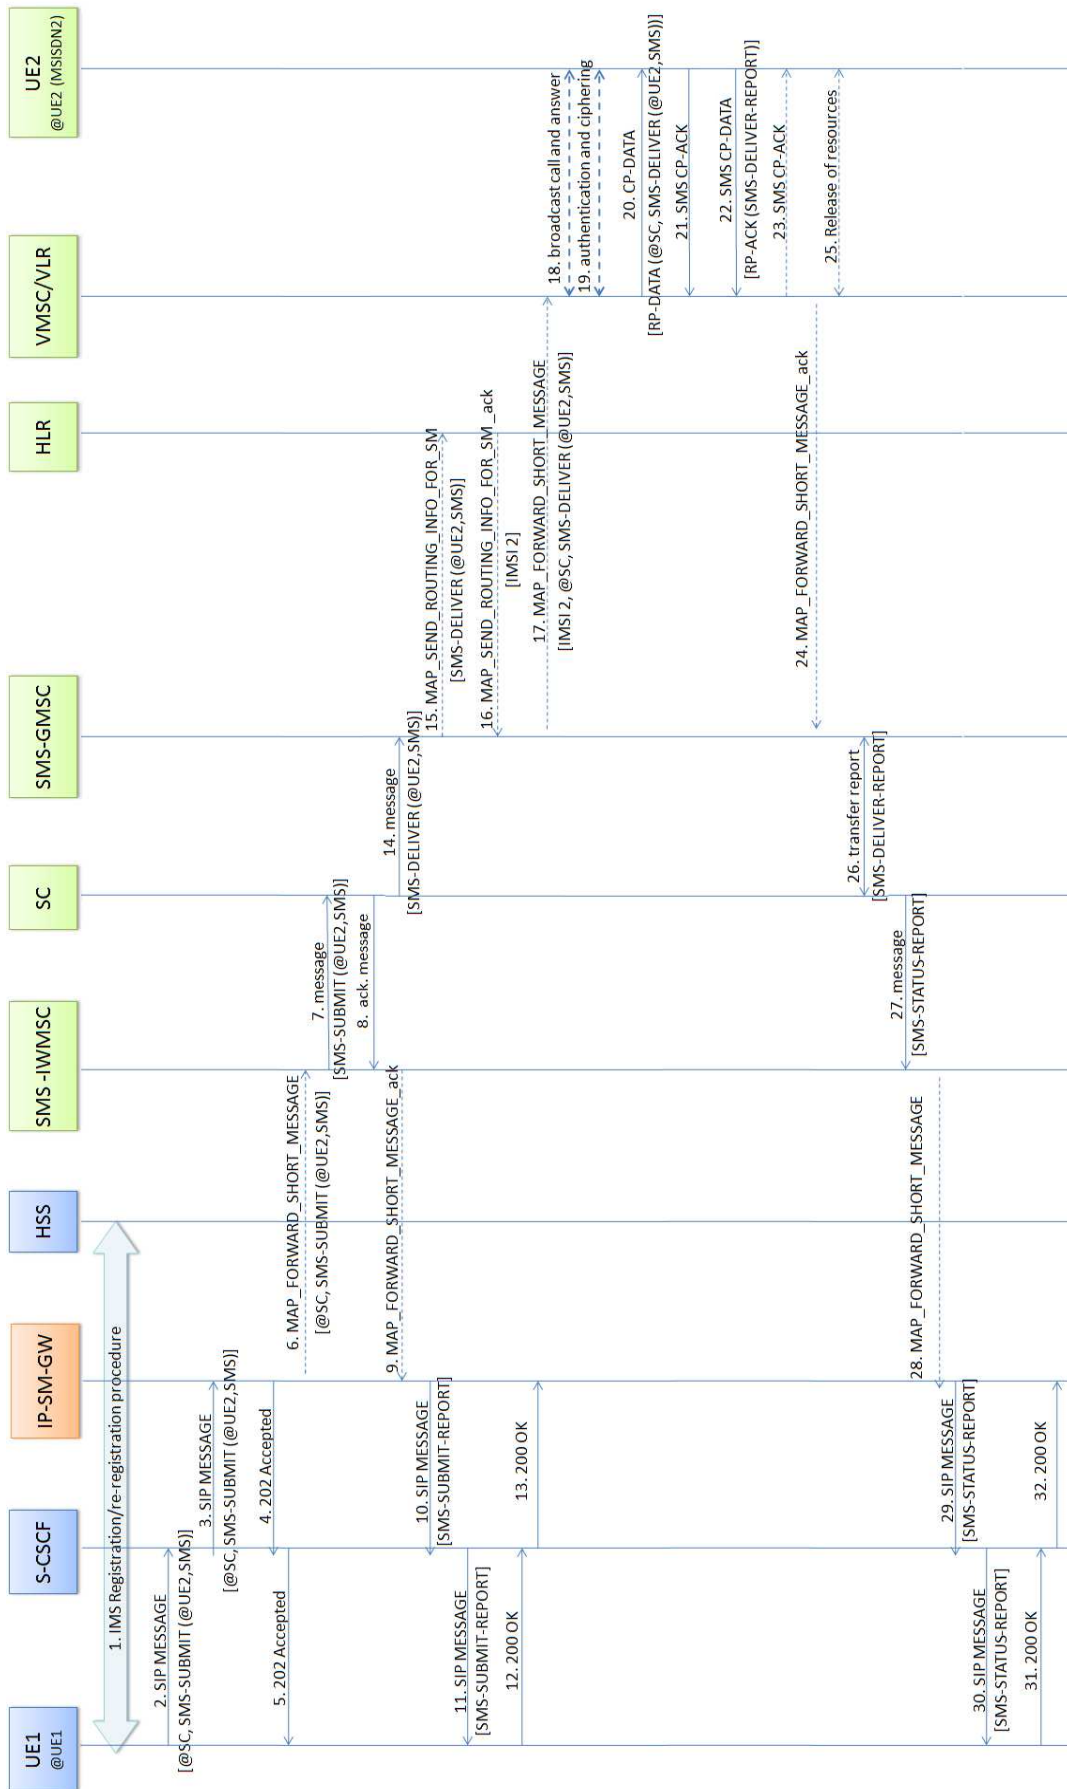 UE1
@UE1
S-CSCF
IP-SM-GW
HSS
SMS -IWMSC
SC
SMS-GMSC
HLR
VMSC/VLR
UE2
@UE2 (MSISDN2)
1. IMS Registration/re-registration procedure
2. SIP MESSAGE
[@SC, SMS-SUBMIT (@UE2,SMS)]
3. SIP MESSAGE
[@SC, SMS-SUBMIT (@UE2,SMS)]
4. 202 Accepted
5. 202 Accepted
6. MAP_FORWARD_SHORT_MESSAGE
[@SC, SMS-SUBMIT (@UE2,SMS)]
7. message
[SMS-SUBMIT (@UE2,SMS)]
8. ack. message
9. MAP_FORWARD_SHORT_MESSAGE_ack
10. SIP MESSAGE
[SMS-SUBMIT-REPORT]
11. SIP MESSAGE
[SMS-SUBMIT-REPORT]
12. 200 OK
13. 200 OK
14. message
[SMS-DELIVER (@UE2,SMS)]
15. MAP_SEND_ROUTING_INFO_FOR_SM
[SMS-DELIVER (@UE2,SMS)]
16. MAP_SEND_ROUTING_INFO_FOR_SM_ack
[IMSI 2]
17. MAP_FORWARD_SHORT_MESSAGE
[IMSI 2, @SC, SMS-DELIVER (@UE2,SMS)]
18. broadcast call and answer
19. authentication and ciphering
20. CP-DATA
[RP-DATA (@SC, SMS-DELIVER (@UE2,SMS))]
21. SMS CP-ACK
22. SMS CP-DATA
[RP-ACK (SMS-DELIVER-REPORT)]
23. SMS CP-ACK
24. MAP_FORWARD_SHORT_MESSAGE_ack
25. Release of resources
26. transfer report
[SMS-DELIVER-REPORT]
27. message
[SMS-STATUS-REPORT]
28. MAP_FORWARD_SHORT_MESSAGE
29. SIP MESSAGE
[SMS-STATUS-REPORT]
30. SIP MESSAGE
[SMS-STATUS-REPORT]
31. 200 OK
32. 200 OK